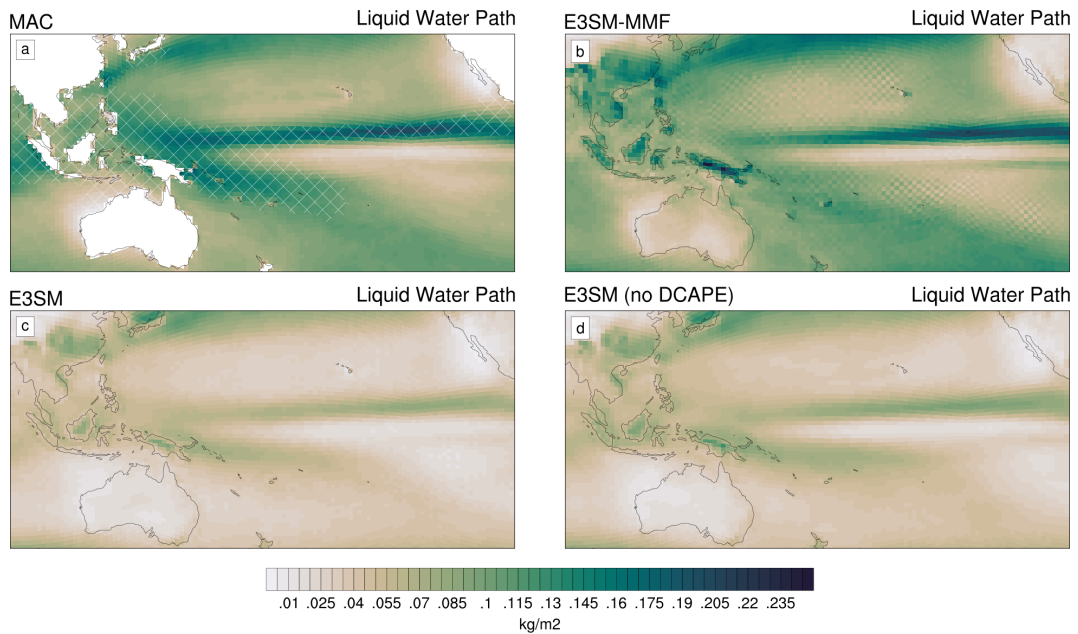 MAC Liquid Water Path
a
E3SM-MMF Liquid Water Path
b
E3SM Liquid Water Path
c
E3SM (no DCAPE) Liquid Water Path
d
.01 .025 .04 .055 .07 .085 .1 .115 .13 .145 .16 .175 .19 .205 .22 .235
kg/m2